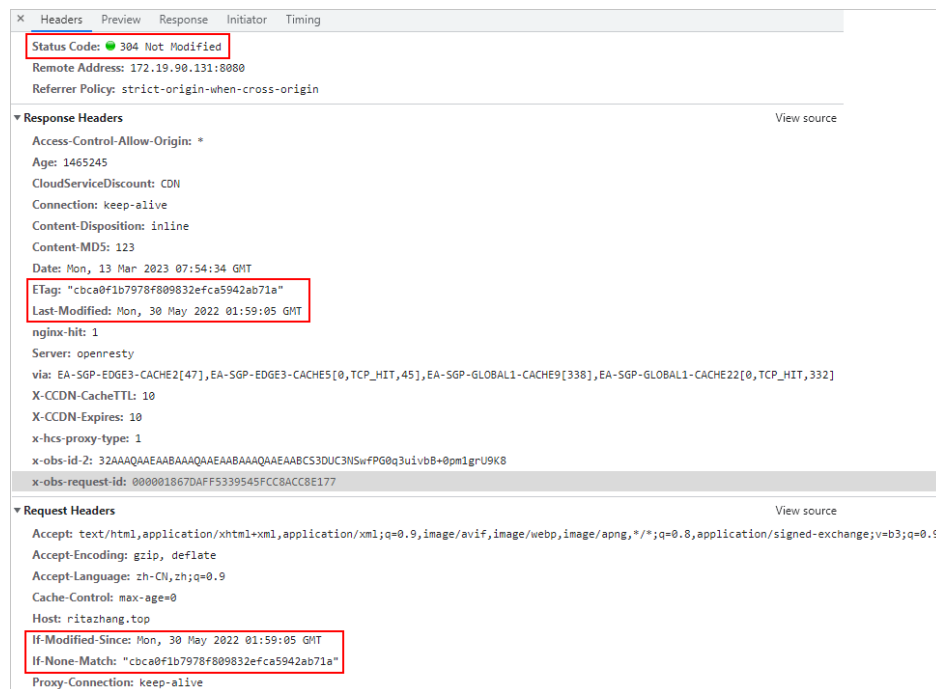 × Headers Preview Response Initiator Timing
Status Code: 304 Not Modified
Remote Address: 172.19.90.131:8080
Referrer Policy: strict-origin-when-cross-origin
Response Headers View source
Access-Control-Allow-Origin: *
Age: 1465245
CloudServiceDiscount: CDN
Connection: keep-alive
Content-Disposition: inline
Content-MD5: 123
Date: Mon, 13 Mar 2023 07:54:34 GMT
ETag: "cbca0f1b7978f809832efca5942ab71a"
Last-Modified: Mon, 30 May 2022 01:59:05 GMT
nginx-hit: 1
Server: openresty
via: EA-SGP-EDGE3-CACHE2[47],EA-SGP-EDGE3-CACHE5[0,TCP_HIT,45],EA-SGP-GLOBAL1-CACHE9[338],EA-SGP-GLOBAL1-CACHE22[0,TCP_HIT,332]
X-CCDN-CacheTTL: 10
X-CCDN-Expires: 10
x-hcs-proxy-type: 1
x-obs-id-2: 32AAAQAAEAABAAAQAAEAABAAAQAAEAABCS3DUC3NSwfPG0q3uivbB+0pm1grU9K8
x-obs-request-id: 000001867DAFF5339545FCC8ACC8E177
Request Headers View source
Accept: text/html,application/xhtml+xml,application/xml;q=0.9,image/avif,image/webp,image/apng,*/*;q=0.8,application/signed-exchange;v=b3;q=0.9
Accept-Encoding: gzip, deflate
Accept-Language: zh-CN,zh;q=0.9
Cache-Control: max-age=0
Host: ritazhang.top
If-Modified-Since: Mon, 30 May 2022 01:59:05 GMT
If-None-Match: "cbca0f1b7978f809832efca5942ab71a"
Proxy-Connection: keep-alive